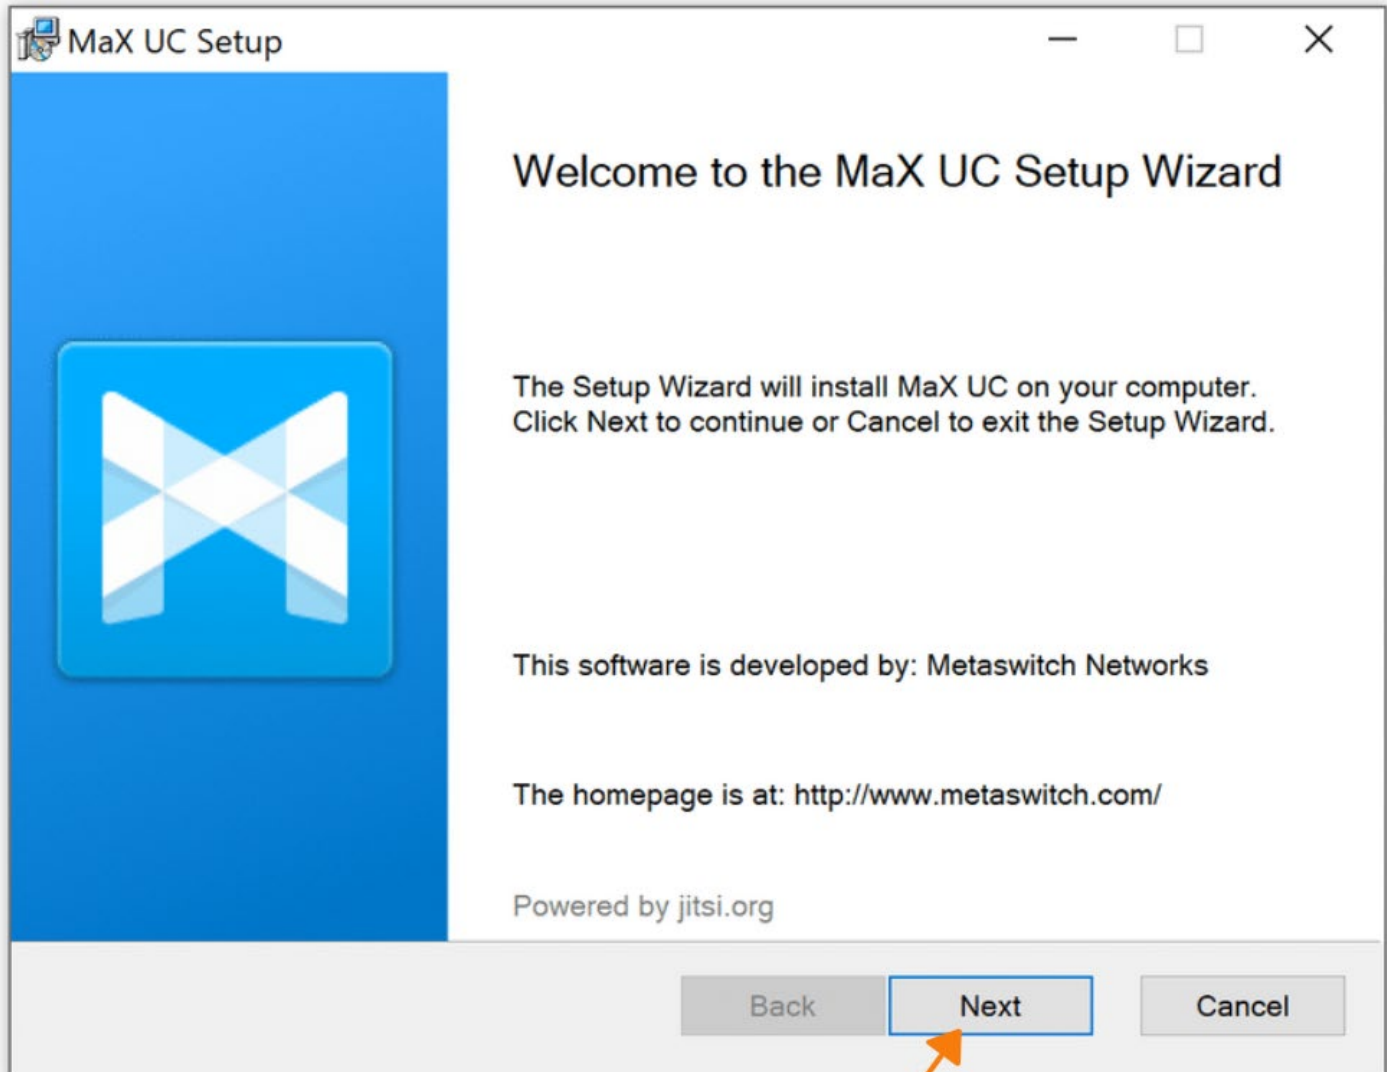 MaX UC Setup
Welcome to the MaX UC Setup Wizard
The Setup Wizard will install MaX UC on your computer.
Click Next to continue or Cancel to exit the Setup Wizard.
This software is developed by: Metaswitch Networks
The homepage is at: http://www.metaswitch.com/
Powered by jitsi.org
Back Next Cancel